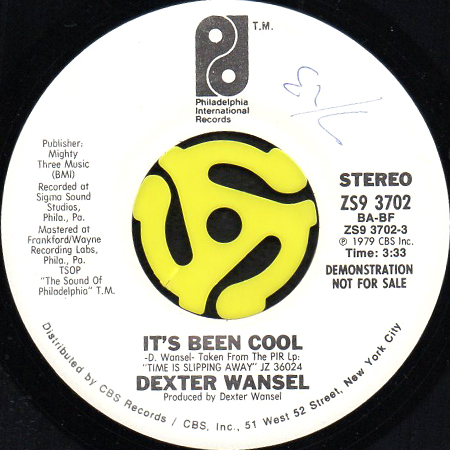 T.M.
Philadelphia
International
Records
Publisher:
Mighty
Three Music
(BMI)
Recorded at
Sigma Sound
Studios,
Phila., Pa.
Mastered at
Frankford/Wayne
Recording Labs,
Phila., Pa.
TSOP
"The Sound Of
Philadelphia" T.M.
STEREO
ZS9 3702
BA-BF
ZS9 3702-3
℗ 1979 CBS Inc.
Time: 3:33
DEMONSTRATION
NOT FOR SALE
IT'S BEEN COOL
-D. Wansel- Taken From The PIR Lp:
"TIME IS SLIPPING AWAY" JZ 36024
DEXTER WANSEL
Produced by Dexter Wansel
Distributed by CBS Records / CBS, Inc., 51 West 52 Street, New York City